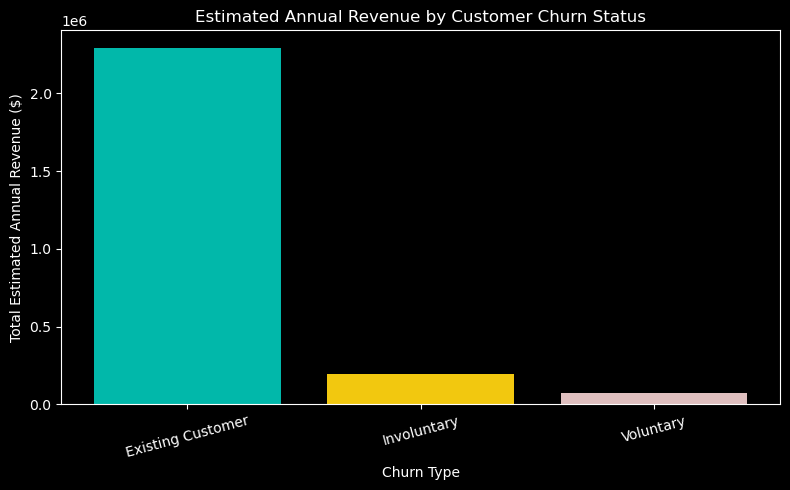 Estimated Annual Revenue by Customer Churn Status
1e6
Total Estimated Annual Revenue ($)
2.0
1.5
1.0
0.5
0.0
Existing Customer
Involuntary
Voluntary
Churn Type